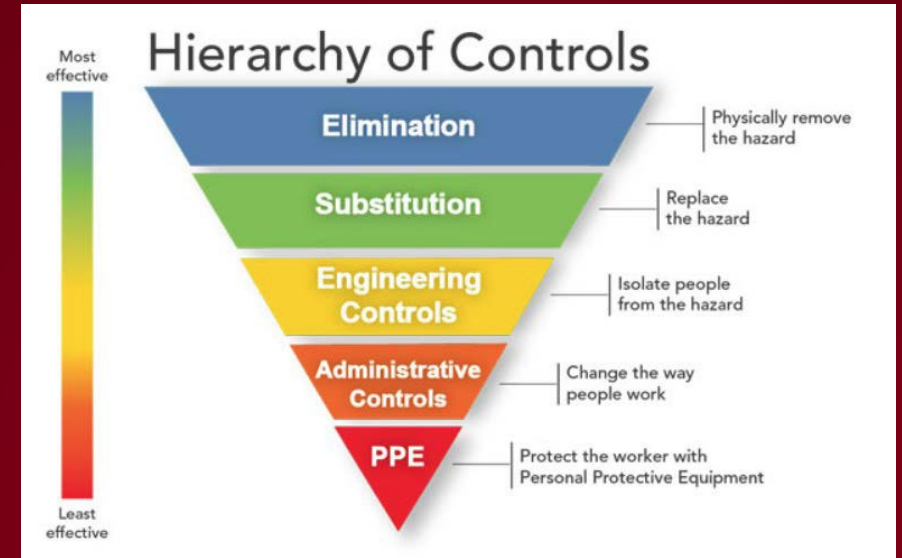 Hierarchy of Controls
Most
effective
Elimination
Physically remove
the hazard
Substitution
Replace
the hazard
Engineering
Controls
Isolate people
from the hazard
Administrative
Controls
Change the way
people work
PPE
Protect the worker with
Personal Protective Equipment
Least
effective